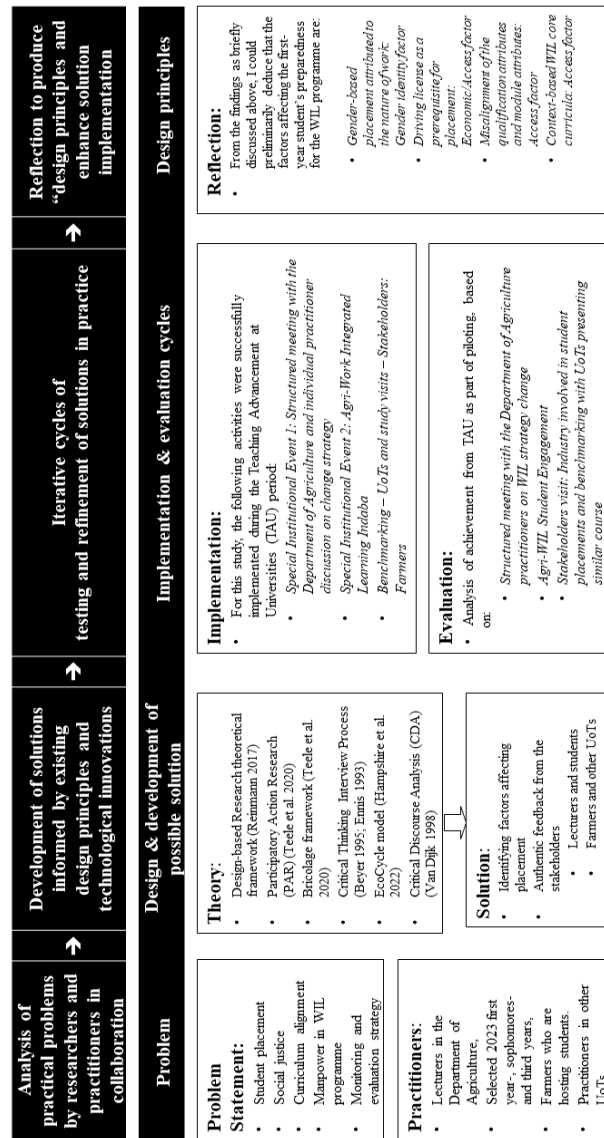 Analysis of
practical problems
by researchers and
practitioners in
collaboration
→
Development of solutions
informed by existing
design principles and
technological innovations
→
Iterative cycles of
testing and refinement of solutions in practice
→
Reflection to produce
“design principles and
enhance solution
implementation
Problem
Design & development of
possible solution
Implementation & evaluation cycles
Design principles
Problem
Statement:
• Student placement
• Social justice
• Curriculum alignment
• Manpower in WIL
programme
• Monitoring and
evaluation strategy
Practitioners:
• Lecturers in the
Department of
Agriculture,
• Selected 2023 first
year-, sophomores-
and third years,
• Farmers who are
hosting students.
• Practitioners in other
UoTs
Theory:
• Design-based Research theoretical
framework (Reinmann 2017)
• Participatory Action Research
(PAR) (Teele et al. 2020)
• Bricolage framework (Teele et al.
2020)
• Critical Thinking Interview Process
(Beyer 1995; Ennis 1993)
• EcoCycle model (Hampshire et al.
2022)
• Critical Discourse Analysis (CDA)
(Van Dijk 1998)
Solution:
• Identifying factors affecting
placement
• Authentic feedback from the
stakeholders
• Lecturers and students
• Farmers and other UoTs
Implementation:
• For this study, the following activities were successfully
implemented during the Teaching Advancement at
Universities (TAU) period:
• Special Institutional Event 1: Structured meeting with the
Department of Agriculture and individual practitioner
discussion on change strategy
• Special Institutional Event 2: Agri-Work Integrated
Learning Indaba
• Benchmarking – UoTs and study visits – Stakeholders:
Farmers
Evaluation:
• Analysis of achievement from TAU as part of piloting, based
on:
• Structured meeting with the Department of Agriculture
practitioners on WIL strategy change
• Agri-WIL Student Engagement
• Stakeholders visit: Industry involved in student
placements and benchmarking with UoTs presenting
similar course
Reflection:
• From the findings as briefly
discussed above, I could
preliminarily deduce that the
factors affecting the first-
year student's preparedness
for the WIL programme are:
• Gender-based
placement attributed to
the nature of work:
Gender identity factor
• Driving license as a
prerequisite for
placement:
Economic/Access factor
• Misalignment of the
qualification attributes
and module attributes:
Access factor
• Context-based WIL core
curricula: Access factor